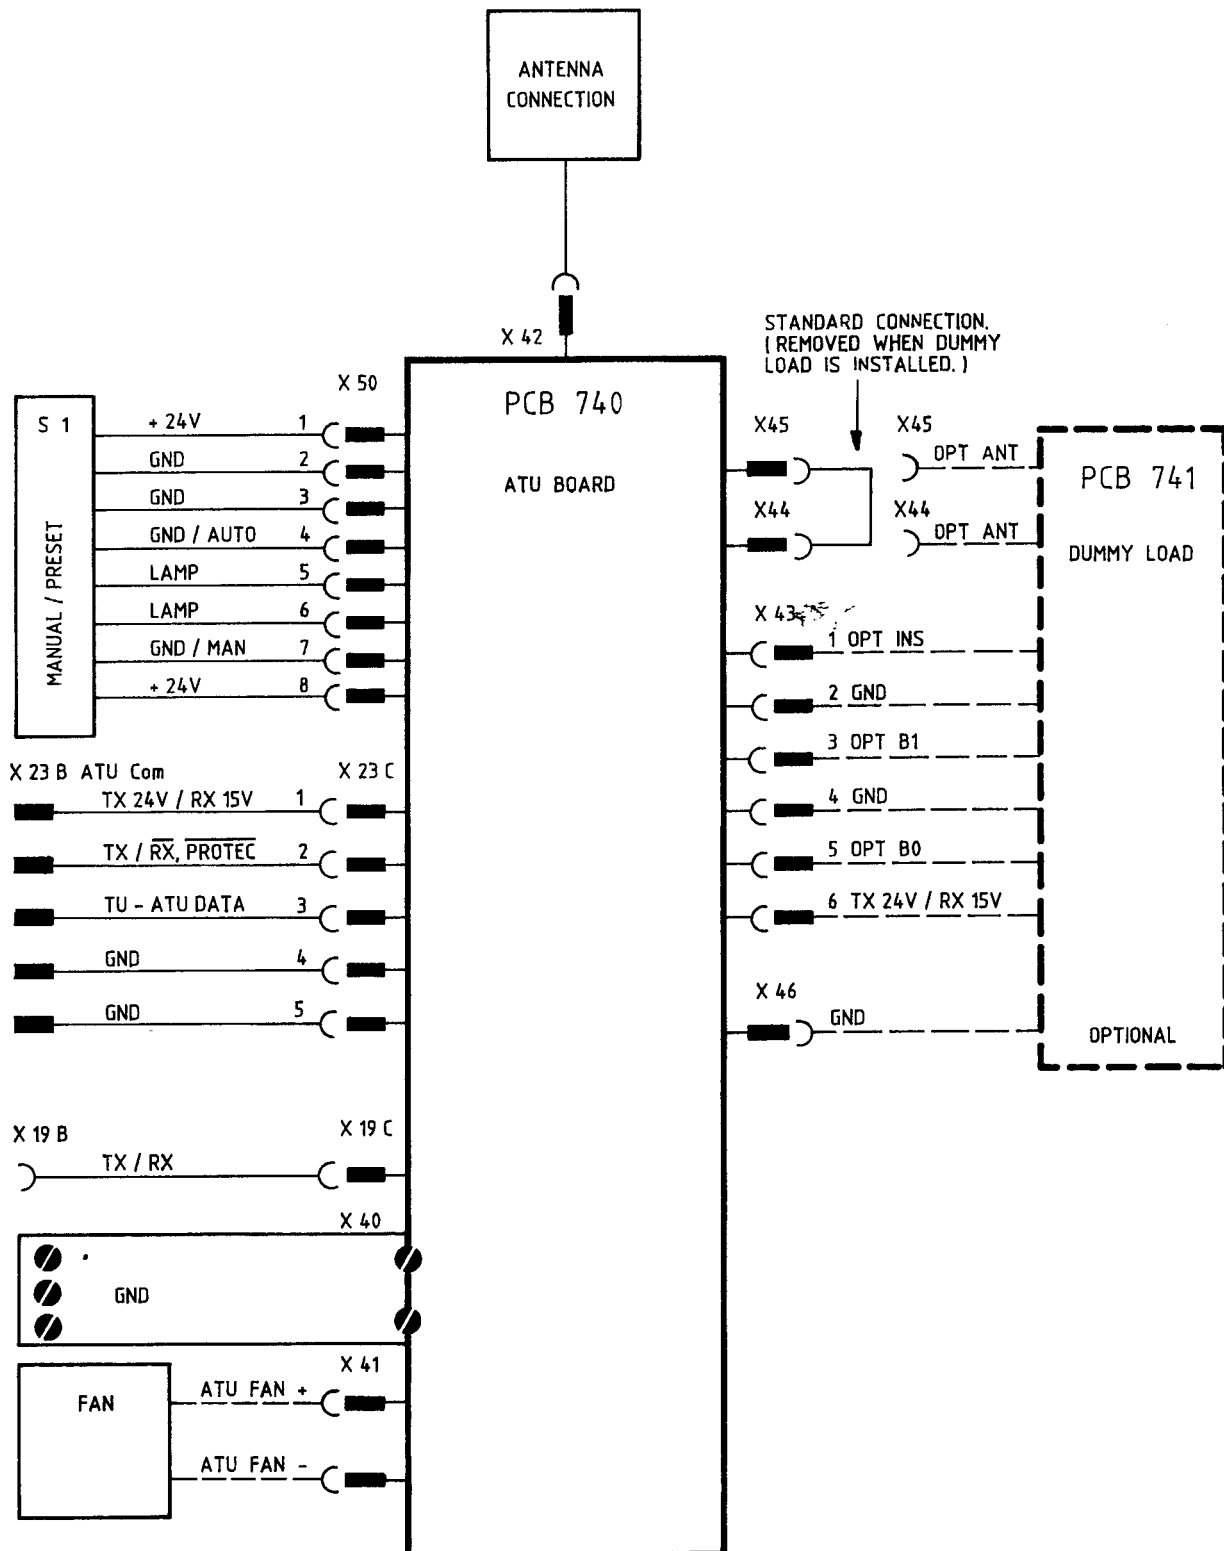 ANTENNA
CONNECTION
X 42
STANDARD CONNECTION.
( REMOVED WHEN DUMMY
LOAD IS INSTALLED. )
X 50
PCB 740
ATU BOARD
S 1
MANUAL / PRESET
+ 24V 1
GND 2
GND 3
GND / AUTO 4
LAMP 5
LAMP 6
GND / MAN 7
+ 24V 8
X 23 B ATU Com X 23 C
TX 24V / RX 15V 1
TX / R̅X̅, P̅R̅O̅T̅E̅C̅ 2
TU - ATU DATA 3
GND 4
GND 5
X 19 B X 19 C
TX / RX
X 40
GND
X 41
FAN
ATU FAN +
ATU FAN -
X45 X45
OPT ANT
X44 X44
OPT ANT
X 43
1 OPT INS
2 GND
3 OPT B1
4 GND
5 OPT B0
6 TX 24V / RX 15V
X 46
GND
PCB 741
DUMMY LOAD
OPTIONAL